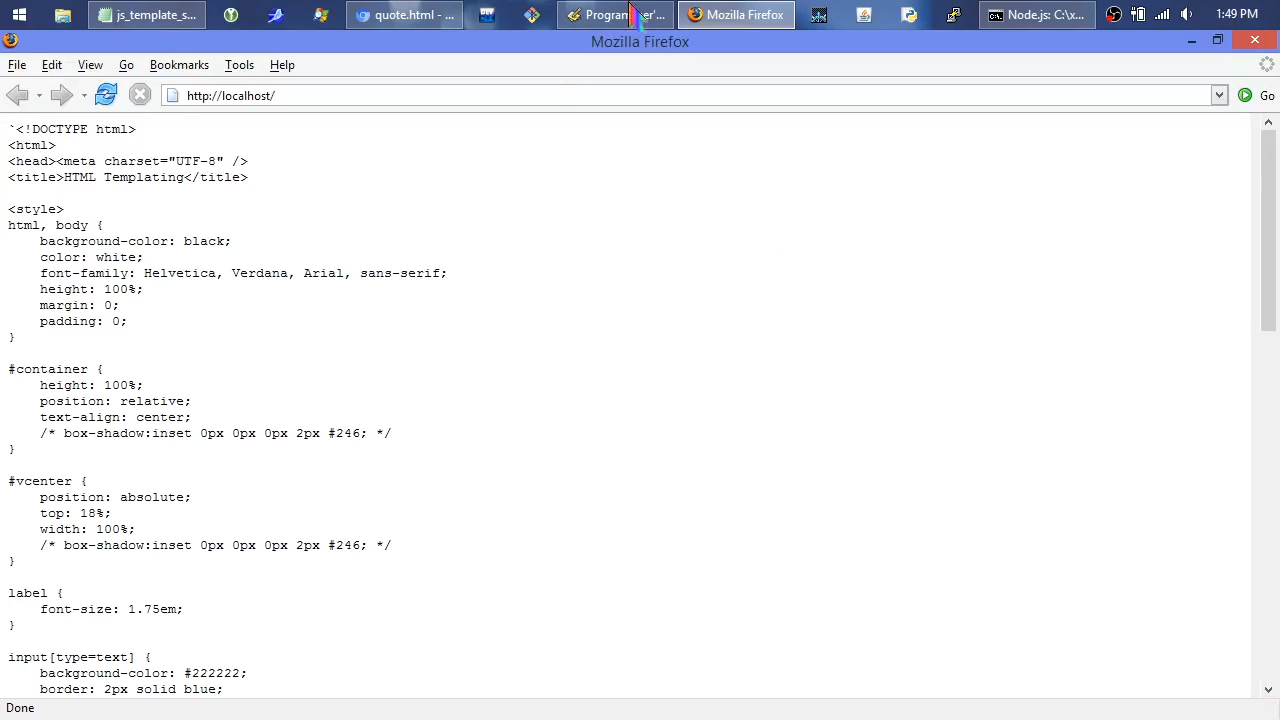 js_template_s...
quote.html - ...
Mozilla Firefox
Node.js: C:\x...
1:49 PM
Mozilla Firefox
File Edit View Go Bookmarks Tools Help
http://localhost/
Go
`<!DOCTYPE html>
<html>
<head><meta charset="UTF-8" />
<title>HTML Templating</title>
<style>
html, body {
    background-color: black;
    color: white;
    font-family: Helvetica, Verdana, Arial, sans-serif;
    height: 100%;
    margin: 0;
    padding: 0;
}
#container {
    height: 100%;
    position: relative;
    text-align: center;
    /* box-shadow:inset 0px 0px 0px 2px #246; */
}
#vcenter {
    position: absolute;
    top: 18%;
    width: 100%;
    /* box-shadow:inset 0px 0px 0px 2px #246; */
}
label {
    font-size: 1.75em;
}
input[type=text] {
    background-color: #222222;
    border: 2px solid blue;
Done